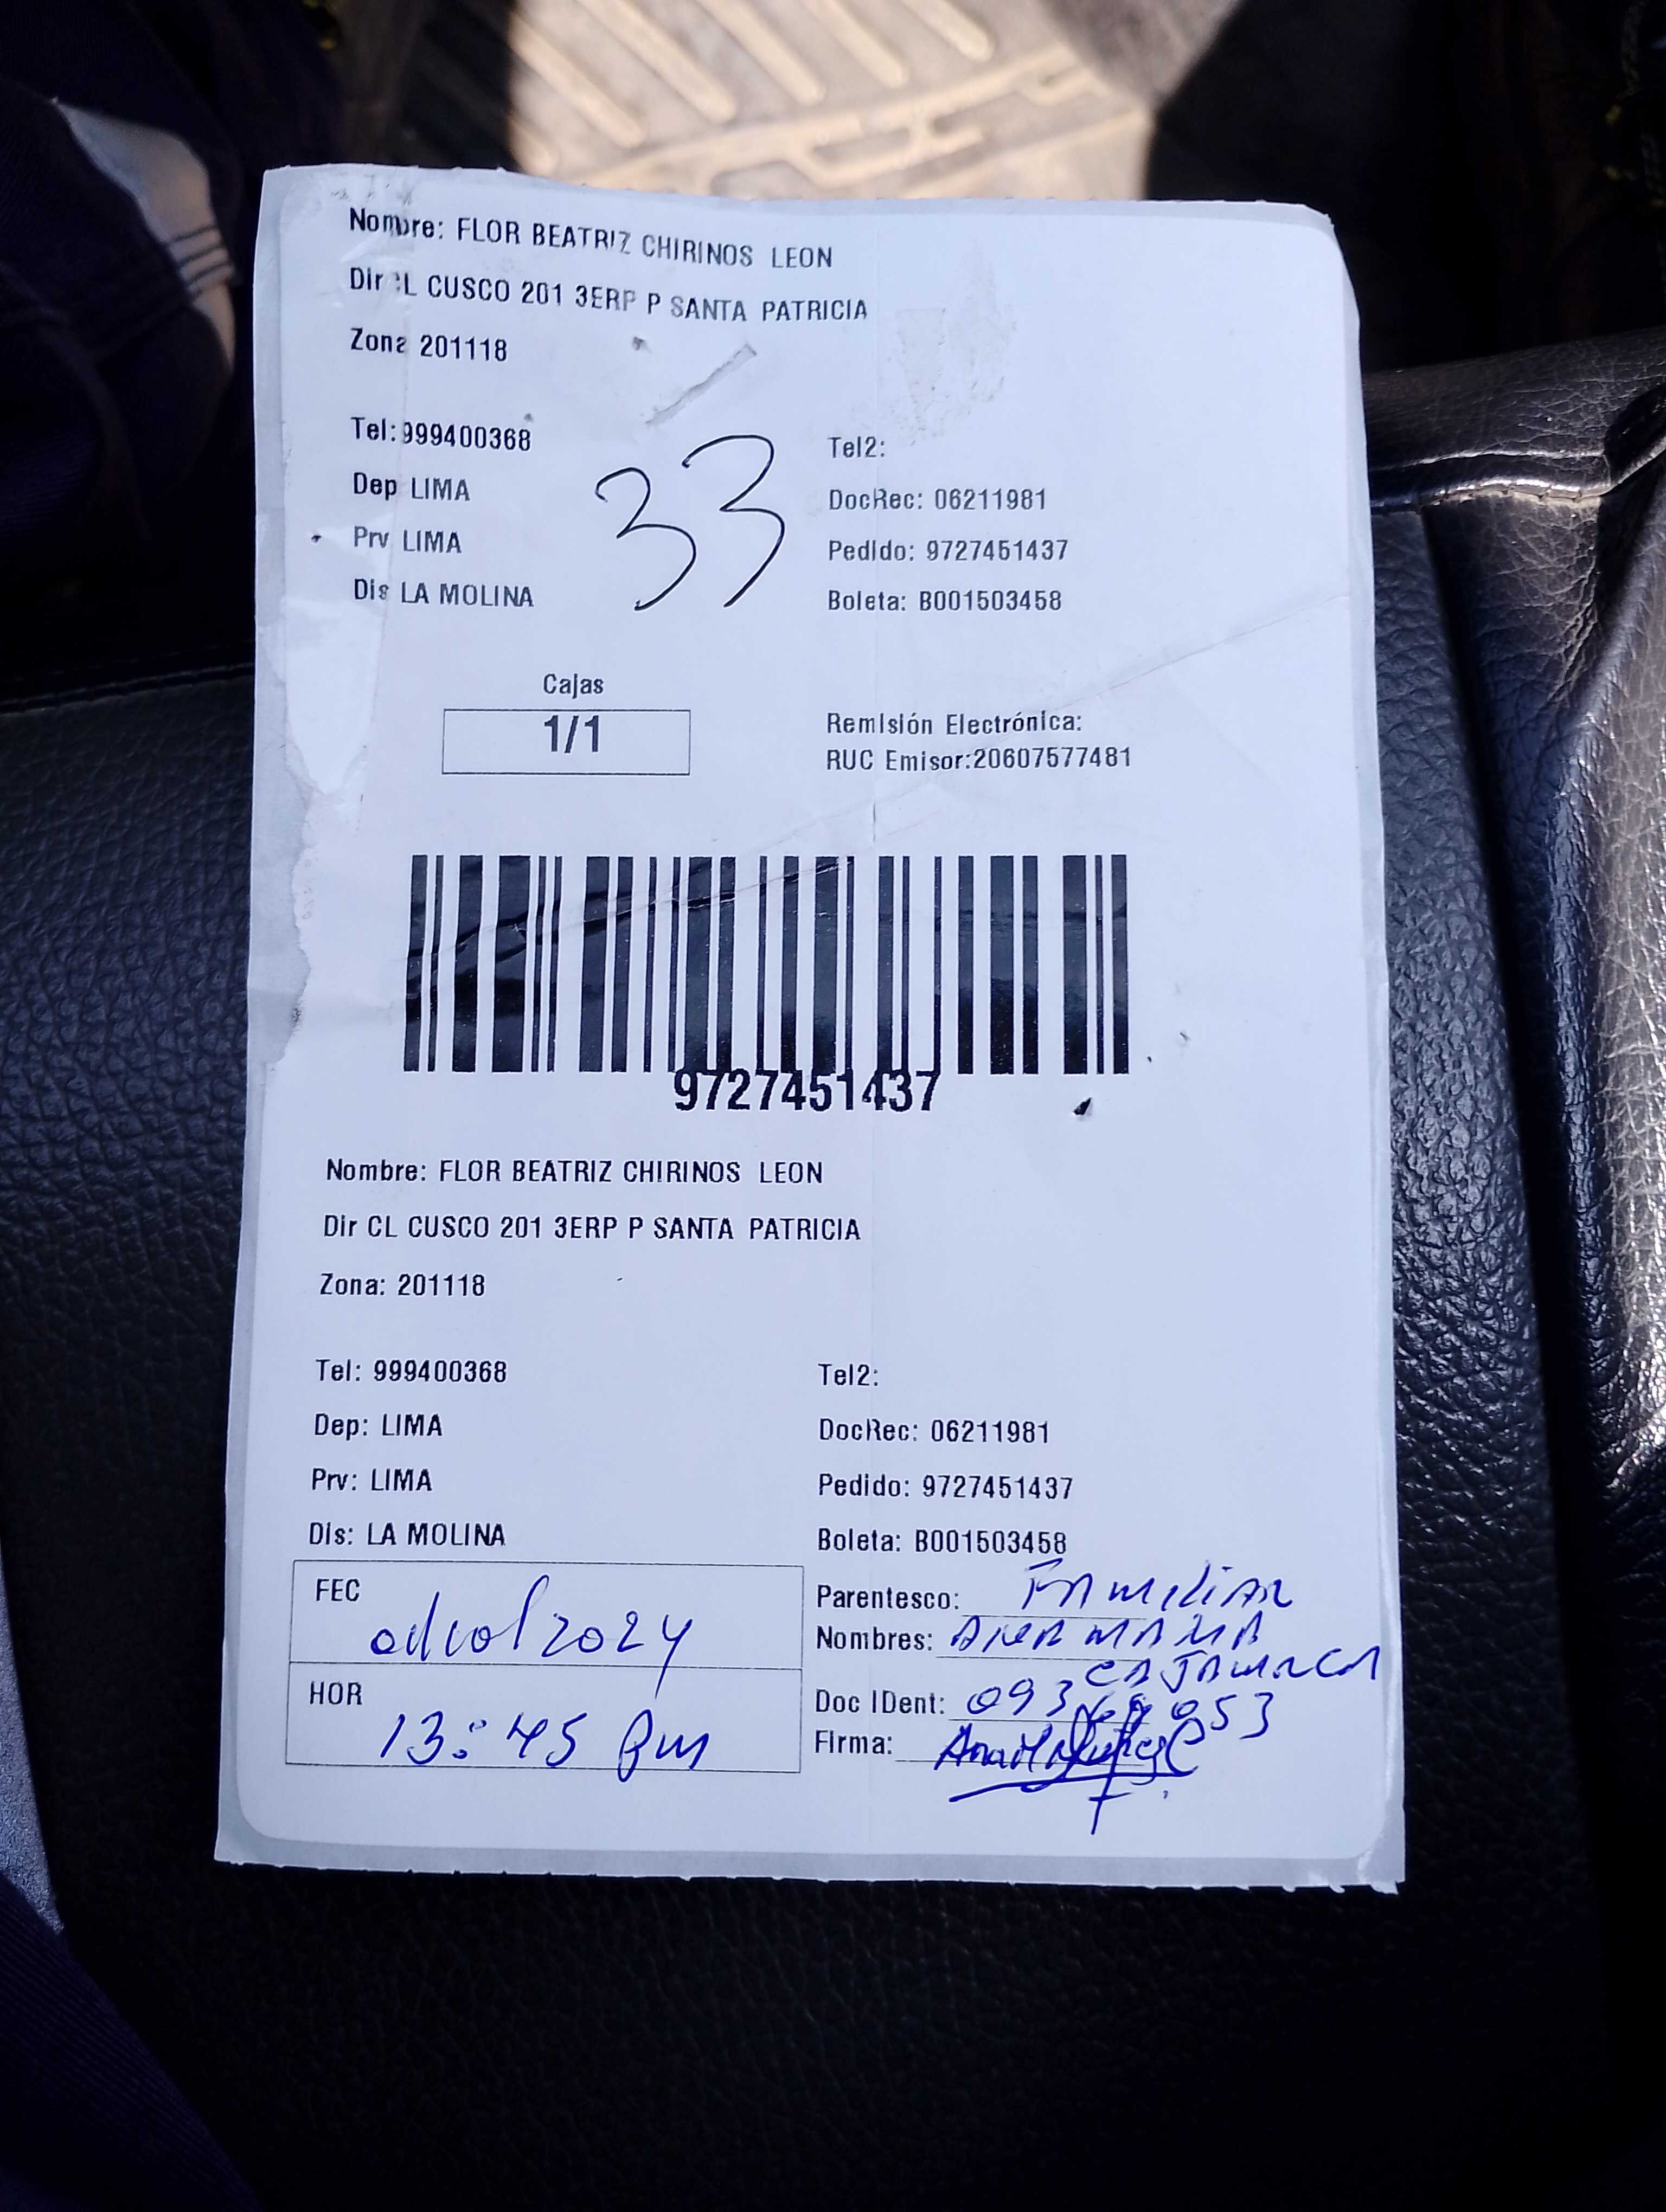 Nombre: FLOR BEATRIZ CHIRINOS LEON
Dir CL CUSCO 201 3ERP P SANTA PATRICIA
Zona 201118
Tel: 999400368
Tel2:
Dep LIMA
DocRec: 06211981
Prv LIMA
Pedido: 9727451437
Dis LA MOLINA
Boleta: B001503458
33
Cajas
1/1
Remisión Electrónica:
RUC Emisor:20607577481
9727451437
Nombre: FLOR BEATRIZ CHIRINOS LEON
Dir CL CUSCO 201 3ERP P SANTA PATRICIA
Zona: 201118
Tel: 999400368
Tel2:
Dep: LIMA
DocRec: 06211981
Prv: LIMA
Pedido: 9727451437
Dis: LA MOLINA
Boleta: B001503458
FEC
Parentesco: FAMILIAR
Nombres:
CAJAMARCA
HOR 13:45 pm
Doc IDent:
Firma: